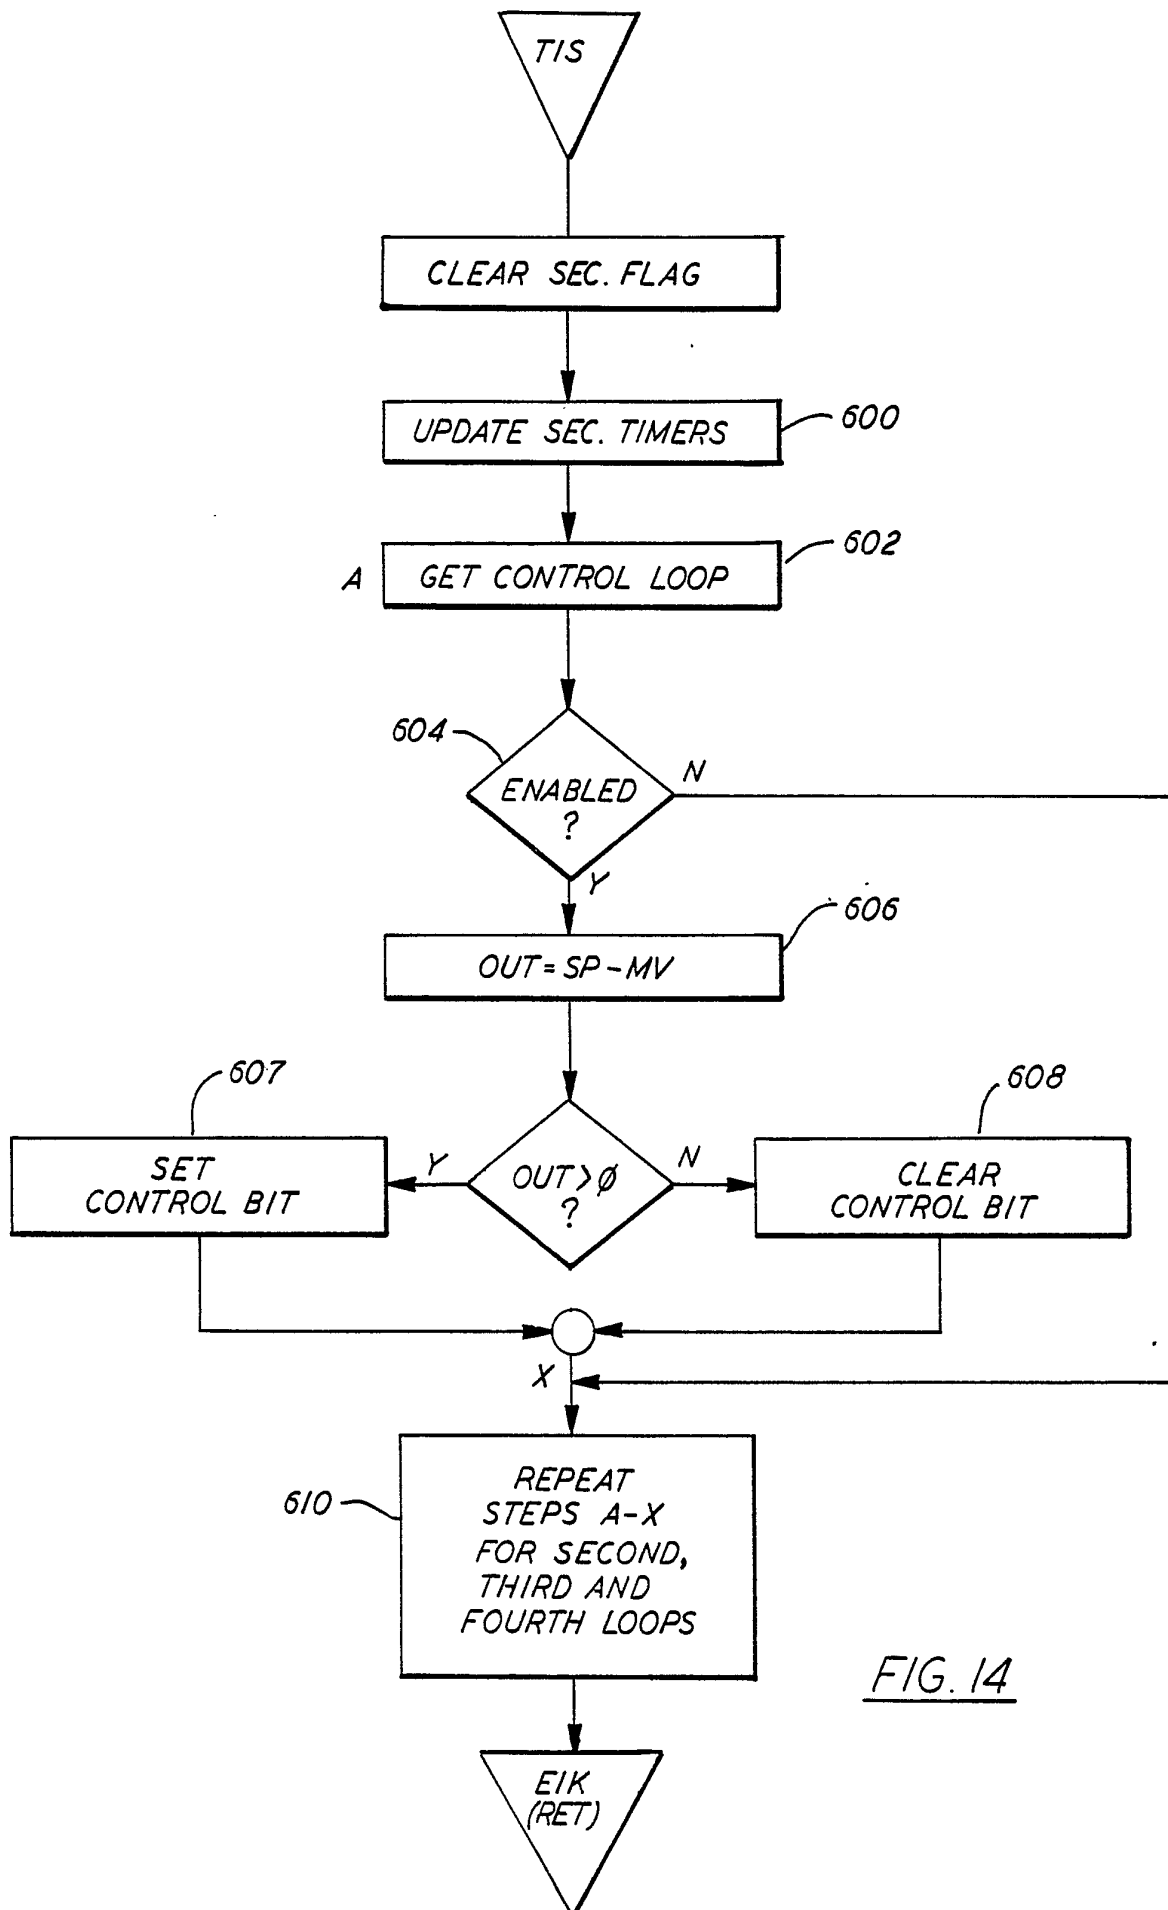 TIS
CLEAR SEC. FLAG
UPDATE SEC. TIMERS
600
A
GET CONTROL LOOP
602
604
ENABLED
?
N
Y
606
OUT = SP - MV
607
608
SET
CONTROL BIT
Y
OUT > Ø
?
N
CLEAR
CONTROL BIT
X
610
REPEAT
STEPS A-X
FOR SECOND,
THIRD AND
FOURTH LOOPS
FIG. 14
EIK
(RET)